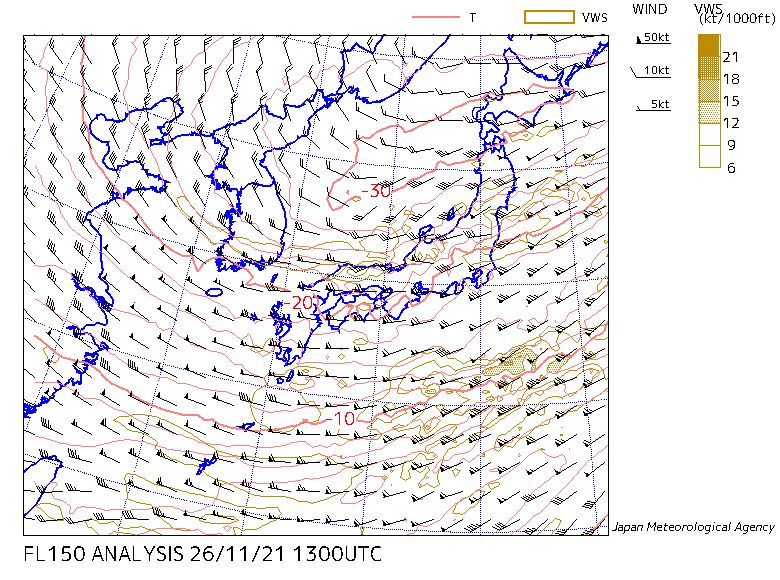 T
VWS
WIND
50kt
10kt
5kt
VWS
(kt/1000ft)
21
18
15
12
9
6
-30
-20
-10
Japan Meteorological Agency
FL150 ANALYSIS 26/11/21 1300UTC